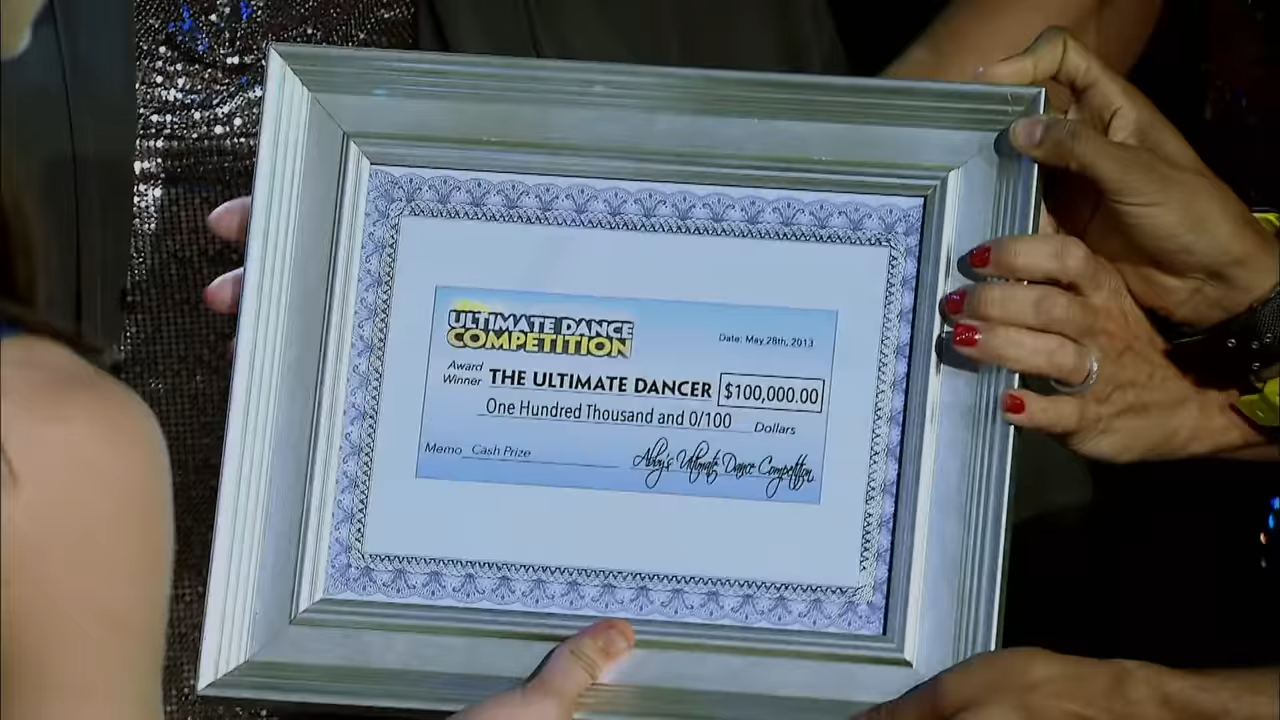 ULTIMATE DANCE
COMPETITION
Date: May 28th, 2013
Award
Winner THE ULTIMATE DANCER $100,000.00
One Hundred Thousand and 0/100 Dollars
Memo Cash Prize
Abby's Ultimate Dance Competition